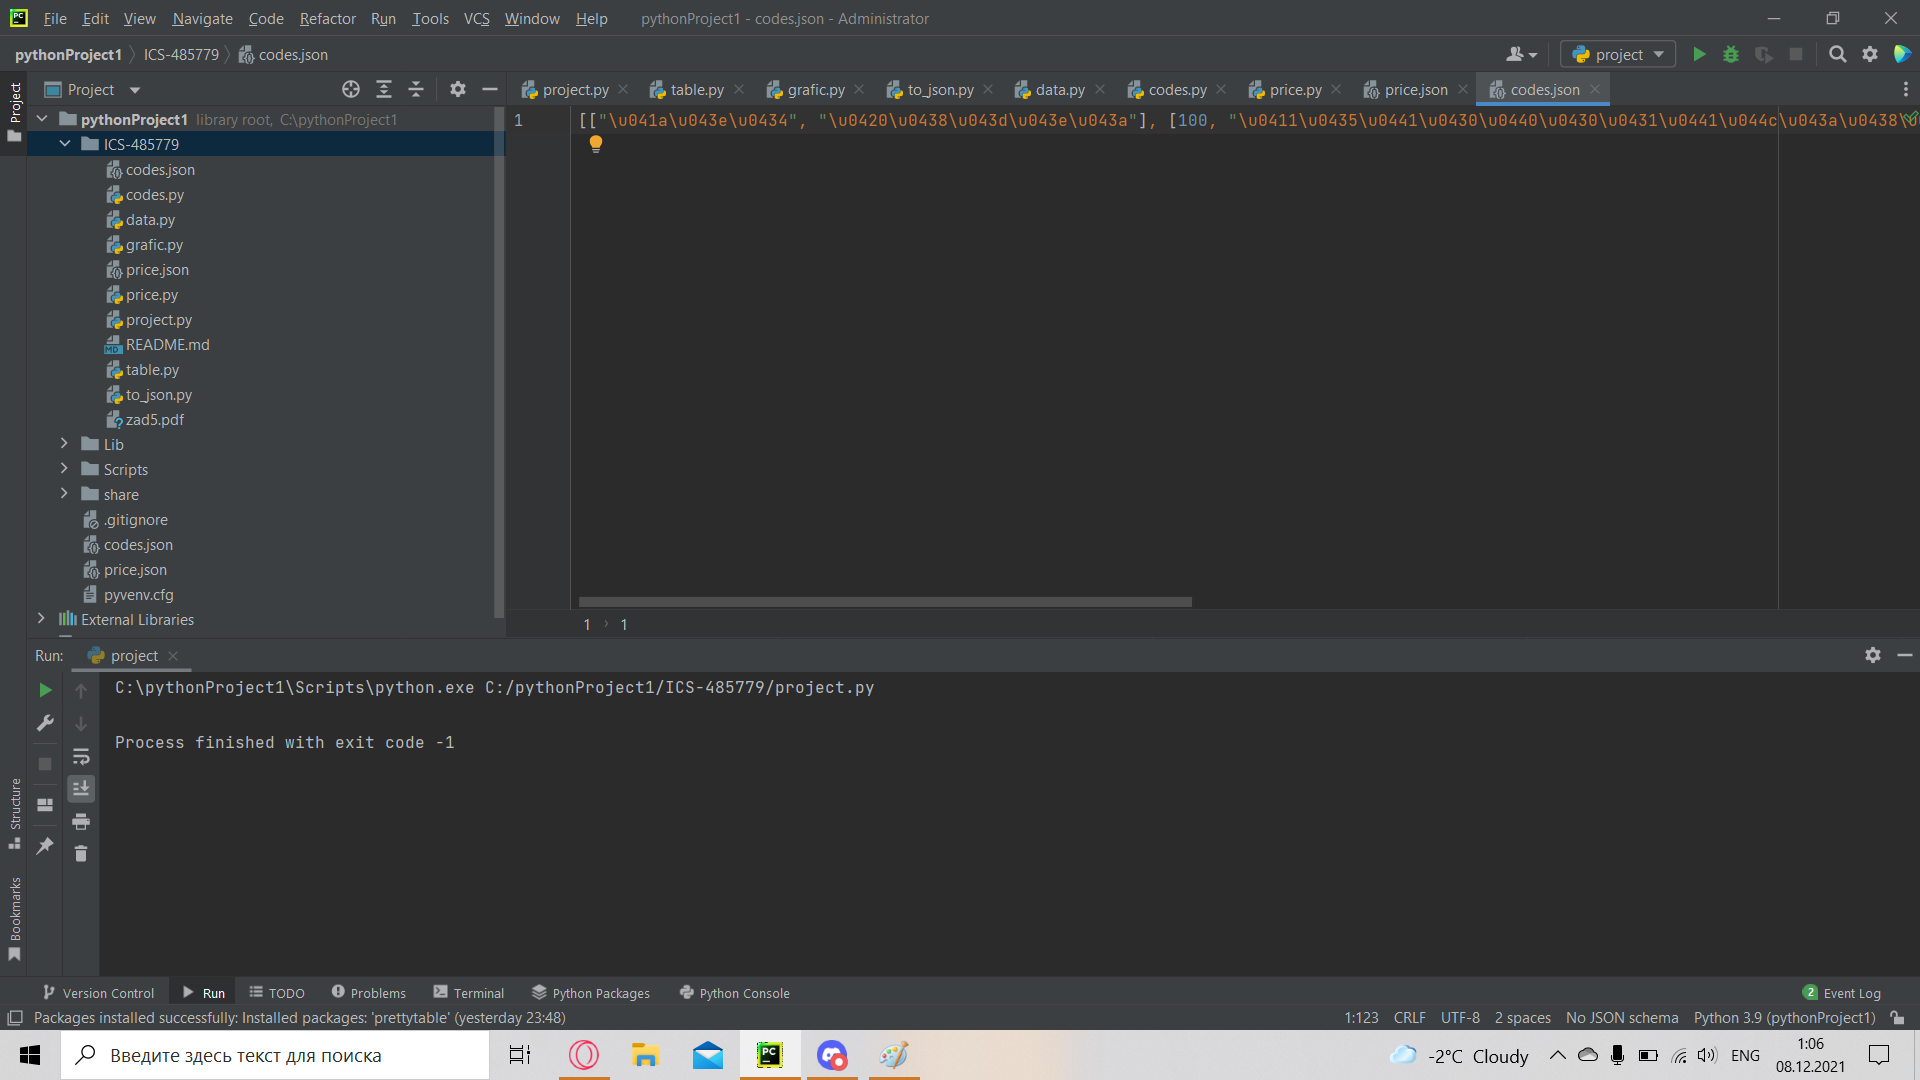 File Edit View Navigate Code Refactor Run Tools VCS Window Help pythonProject1 - codes.json - Administrator
pythonProject1 ICS-485779 codes.json project
Project project.py table.py grafic.py to_json.py data.py codes.py price.py price.json codes.json
Project
pythonProject1 library root, C:\pythonProject1
ICS-485779
codes.json
codes.py
data.py
grafic.py
price.json
price.py
project.py
README.md
table.py
to_json.py
zad5.pdf
Lib
Scripts
share
.gitignore
codes.json
price.json
pyvenv.cfg
External Libraries
1 [["\u041a\u043e\u0434", "\u0420\u0438\u043d\u043e\u043a"], [100, "\u0411\u0435\u0441\u0430\u0440\u0430\u0431\u0441\u044c\u043a\u0438\u0
1 › 1
Run: project
C:\pythonProject1\Scripts\python.exe C:/pythonProject1/ICS-485779/project.py
Process finished with exit code -1
Structure
Bookmarks
Version Control Run TODO Problems Terminal Python Packages Python Console 2 Event Log
Packages installed successfully: Installed packages: 'prettytable' (yesterday 23:48) 1:123 CRLF UTF-8 2 spaces No JSON schema Python 3.9 (pythonProject1)
Введите здесь текст для поиска PC -2°C Cloudy ENG 1:06
08.12.2021